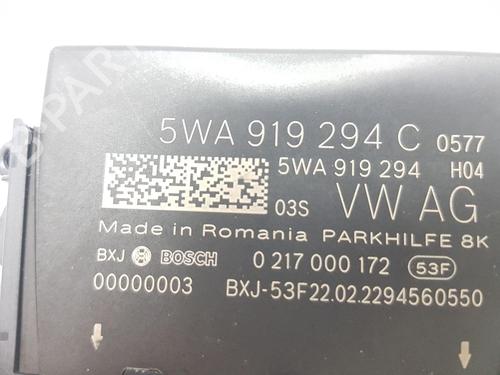 5WA 919 294 C 0577
5WA 919 294 H04
03S VW AG
Made in Romania PARKHILFE 8K
BXJ BOSCH 0 217 000 172 53F
00000003 BXJ-53F22.02.2294560550